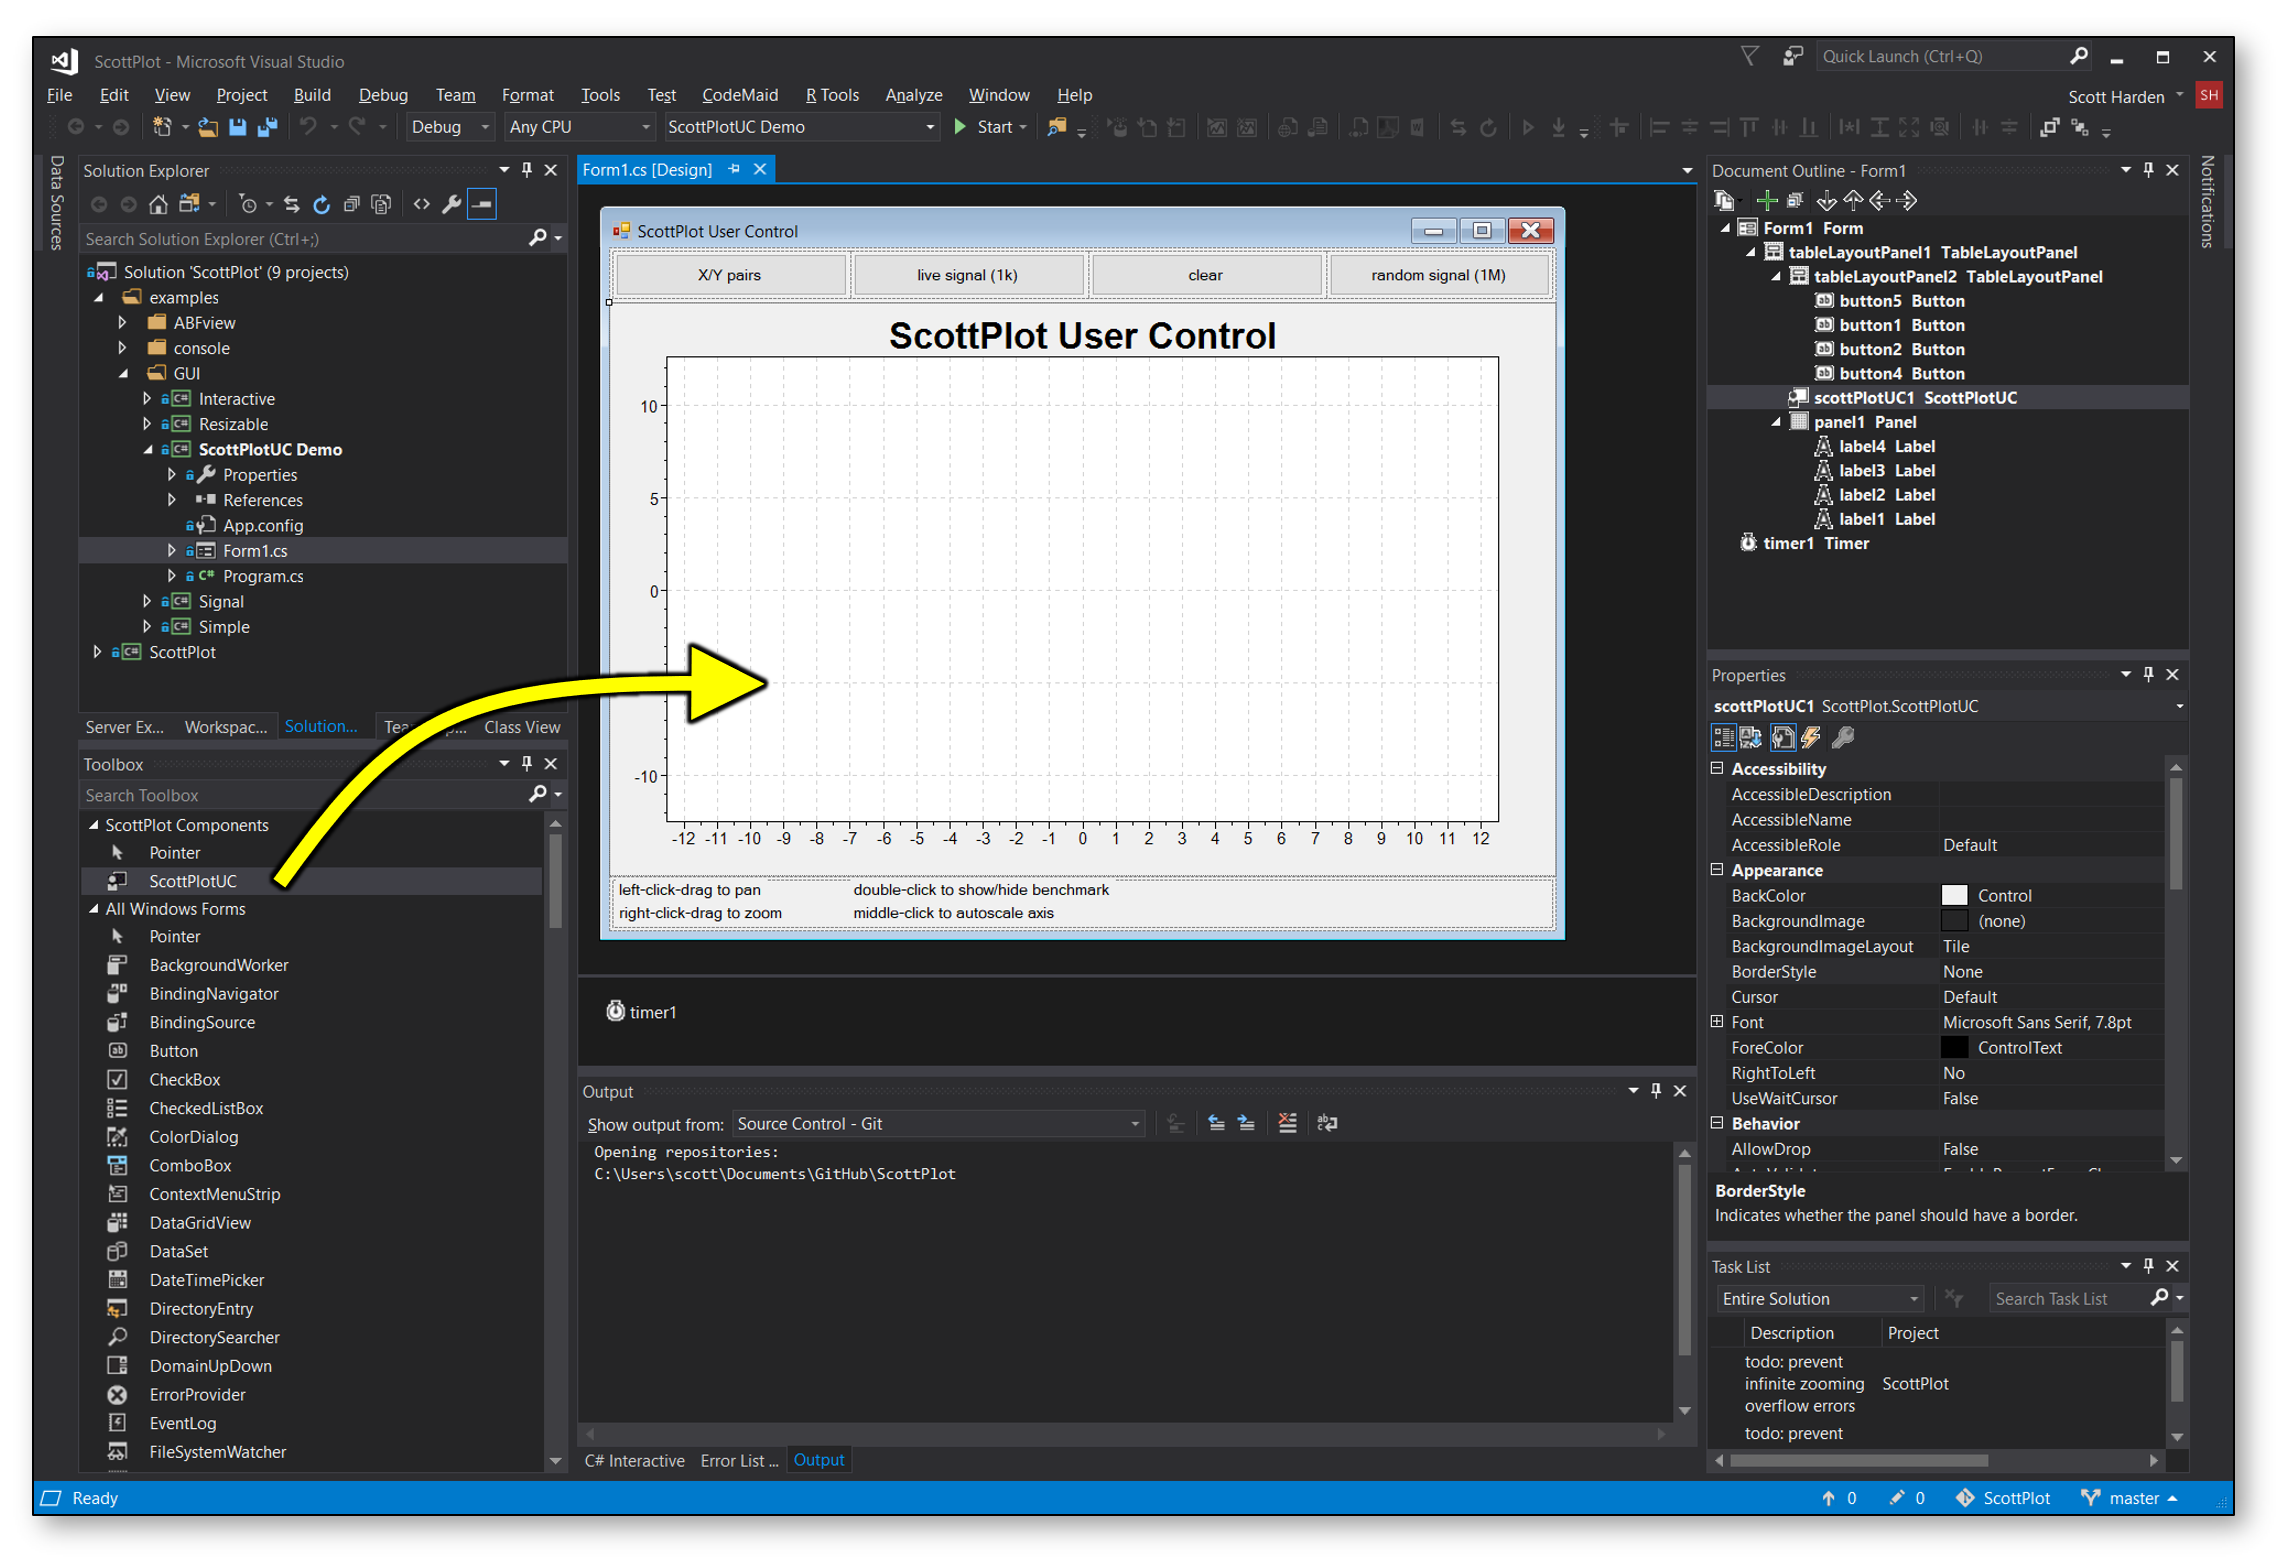 ScottPlot - Microsoft Visual Studio
Quick Launch (Ctrl+Q)
File Edit View Project Build Debug Team Format Tools Test CodeMaid R Tools Analyze Window Help
Scott Harden SH
Debug Any CPU ScottPlotUC Demo Start
Data Sources
Solution Explorer
Search Solution Explorer (Ctrl+;)
Solution 'ScottPlot' (9 projects)
examples
ABFview
console
GUI
Interactive
Resizable
ScottPlotUC Demo
Properties
References
App.config
Form1.cs
Program.cs
Signal
Simple
ScottPlot
Server Ex... Workspac... Solution... Class View
Toolbox
Search Toolbox
ScottPlot Components
Pointer
ScottPlotUC
All Windows Forms
Pointer
BackgroundWorker
BindingNavigator
BindingSource
Button
CheckBox
CheckedListBox
ColorDialog
ComboBox
ContextMenuStrip
DataGridView
DataSet
DateTimePicker
DirectoryEntry
DirectorySearcher
DomainUpDown
ErrorProvider
EventLog
FileSystemWatcher
Form1.cs [Design]
ScottPlot User Control
X/Y pairs live signal (1k) clear random signal (1M)
ScottPlot User Control
10
5
0
-10
-12 -11 -10 -9 -8 -7 -6 -5 -4 -3 -2 -1 0 1 2 3 4 5 6 7 8 9 10 11 12
left-click-drag to pan double-click to show/hide benchmark
right-click-drag to zoom middle-click to autoscale axis
timer1
Output
Show output from: Source Control - Git
Opening repositories:
C:\Users\scott\Documents\GitHub\ScottPlot
C# Interactive Error List ... Output
Document Outline - Form1
Form1 Form
tableLayoutPanel1 TableLayoutPanel
tableLayoutPanel2 TableLayoutPanel
button5 Button
button1 Button
button2 Button
button4 Button
scottPlotUC1 ScottPlotUC
panel1 Panel
label4 Label
label3 Label
label2 Label
label1 Label
timer1 Timer
Notifications
Properties
scottPlotUC1 ScottPlot.ScottPlotUC
Accessibility
AccessibleDescription
AccessibleName
AccessibleRole Default
Appearance
BackColor Control
BackgroundImage (none)
BackgroundImageLayout Tile
BorderStyle None
Cursor Default
Font Microsoft Sans Serif, 7.8pt
ForeColor ControlText
RightToLeft No
UseWaitCursor False
Behavior
AllowDrop False
BorderStyle
Indicates whether the panel should have a border.
Task List
Entire Solution Search Task List
Description Project
todo: prevent
infinite zooming ScottPlot
overflow errors
todo: prevent
Ready 0 0 ScottPlot master